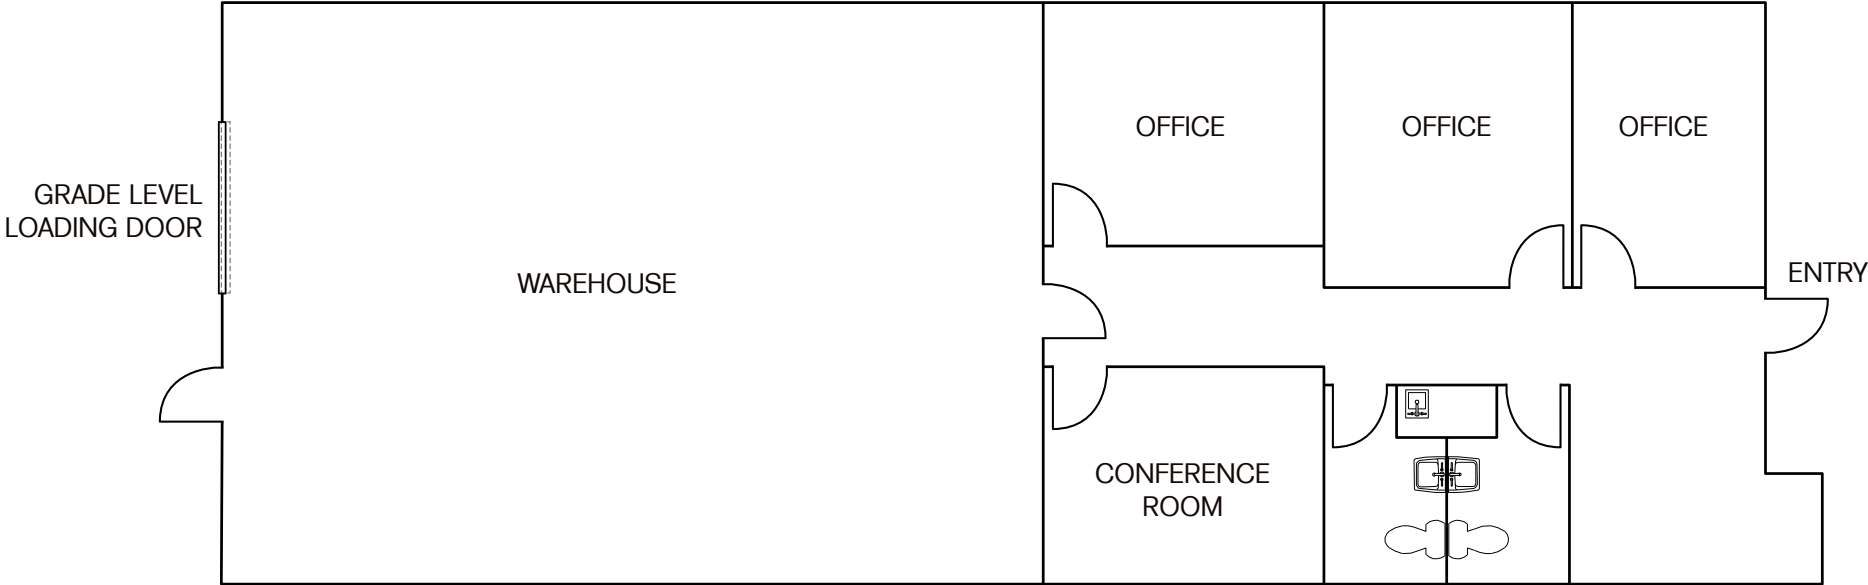 OFFICE
OFFICE
OFFICE
GRADE LEVEL
LOADING DOOR
WAREHOUSE
ENTRY
CONFERENCE
ROOM